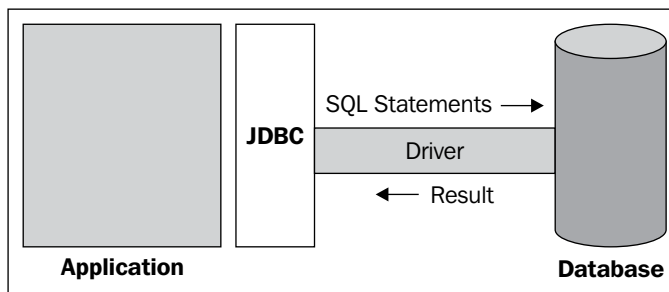 SQL Statements
JDBC
Driver
Result
Application
Database